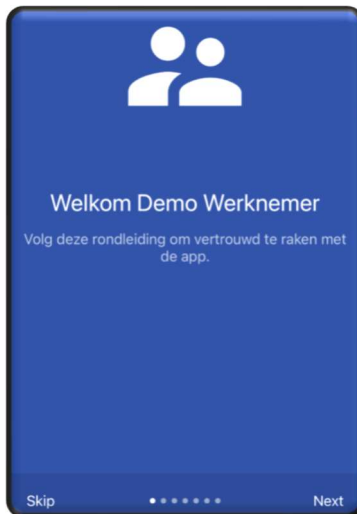 Welkom Demo Werknemer
Volg deze rondleiding om vertrouwd te raken met
de app.
Skip
Next